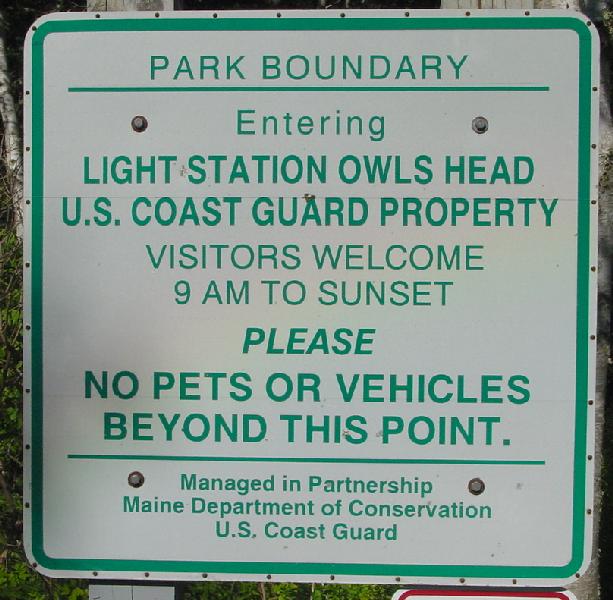 PARK BOUNDARY
Entering
LIGHT STATION OWLS HEAD
U.S. COAST GUARD PROPERTY
VISITORS WELCOME
9 AM TO SUNSET
PLEASE
NO PETS OR VEHICLES
BEYOND THIS POINT.
Managed in Partnership
Maine Department of Conservation
U.S. Coast Guard